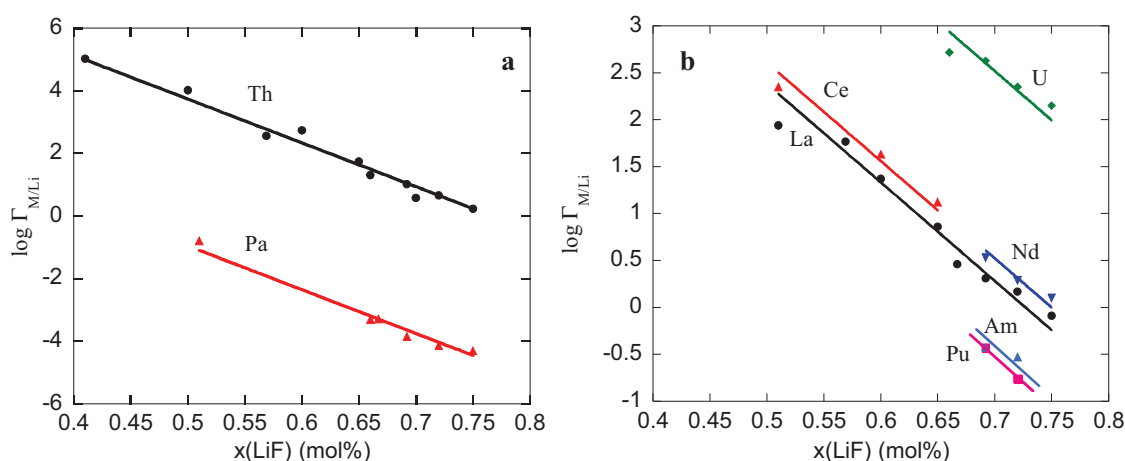 a
Th
Pa
log Γ M/Li
6
4
2
0
-2
-4
-6
0.4 0.45 0.5 0.55 0.6 0.65 0.7 0.75 0.8
x(LiF) (mol%)
b
U
Ce
La
Nd
Am
Pu
log Γ M/Li
3
2.5
2
1.5
1
0.5
0
-0.5
-1
0.4 0.45 0.5 0.55 0.6 0.65 0.7 0.75 0.8
x(LiF) (mol%)